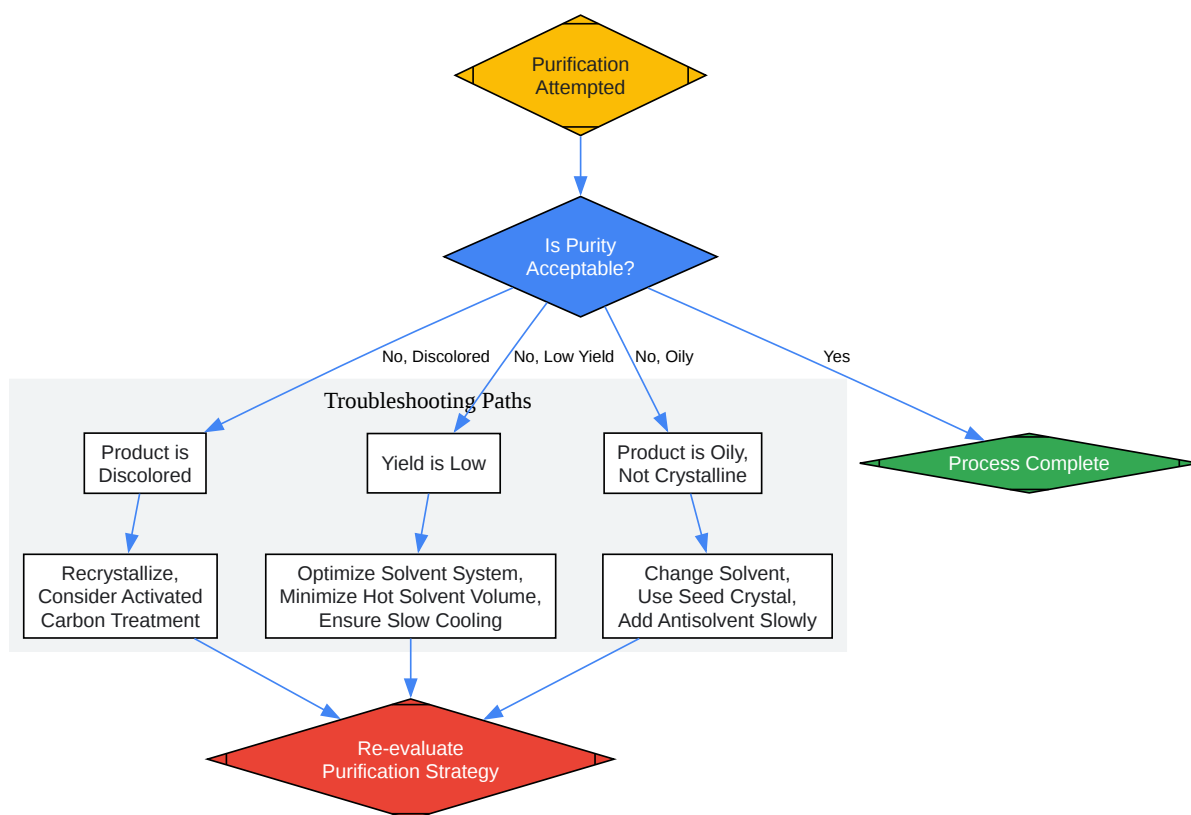 Purification
Attempted
Is Purity
Acceptable?
No, Discolored
No, Low Yield
No, Oily
Yes
Troubleshooting Paths
Product is
Discolored
Yield is Low
Product is Oily,
Not Crystalline
Process Complete
Recrystallize,
Consider Activated
Carbon Treatment
Optimize Solvent System,
Minimize Hot Solvent Volume,
Ensure Slow Cooling
Change Solvent,
Use Seed Crystal,
Add Antisolvent Slowly
Re-evaluate
Purification Strategy